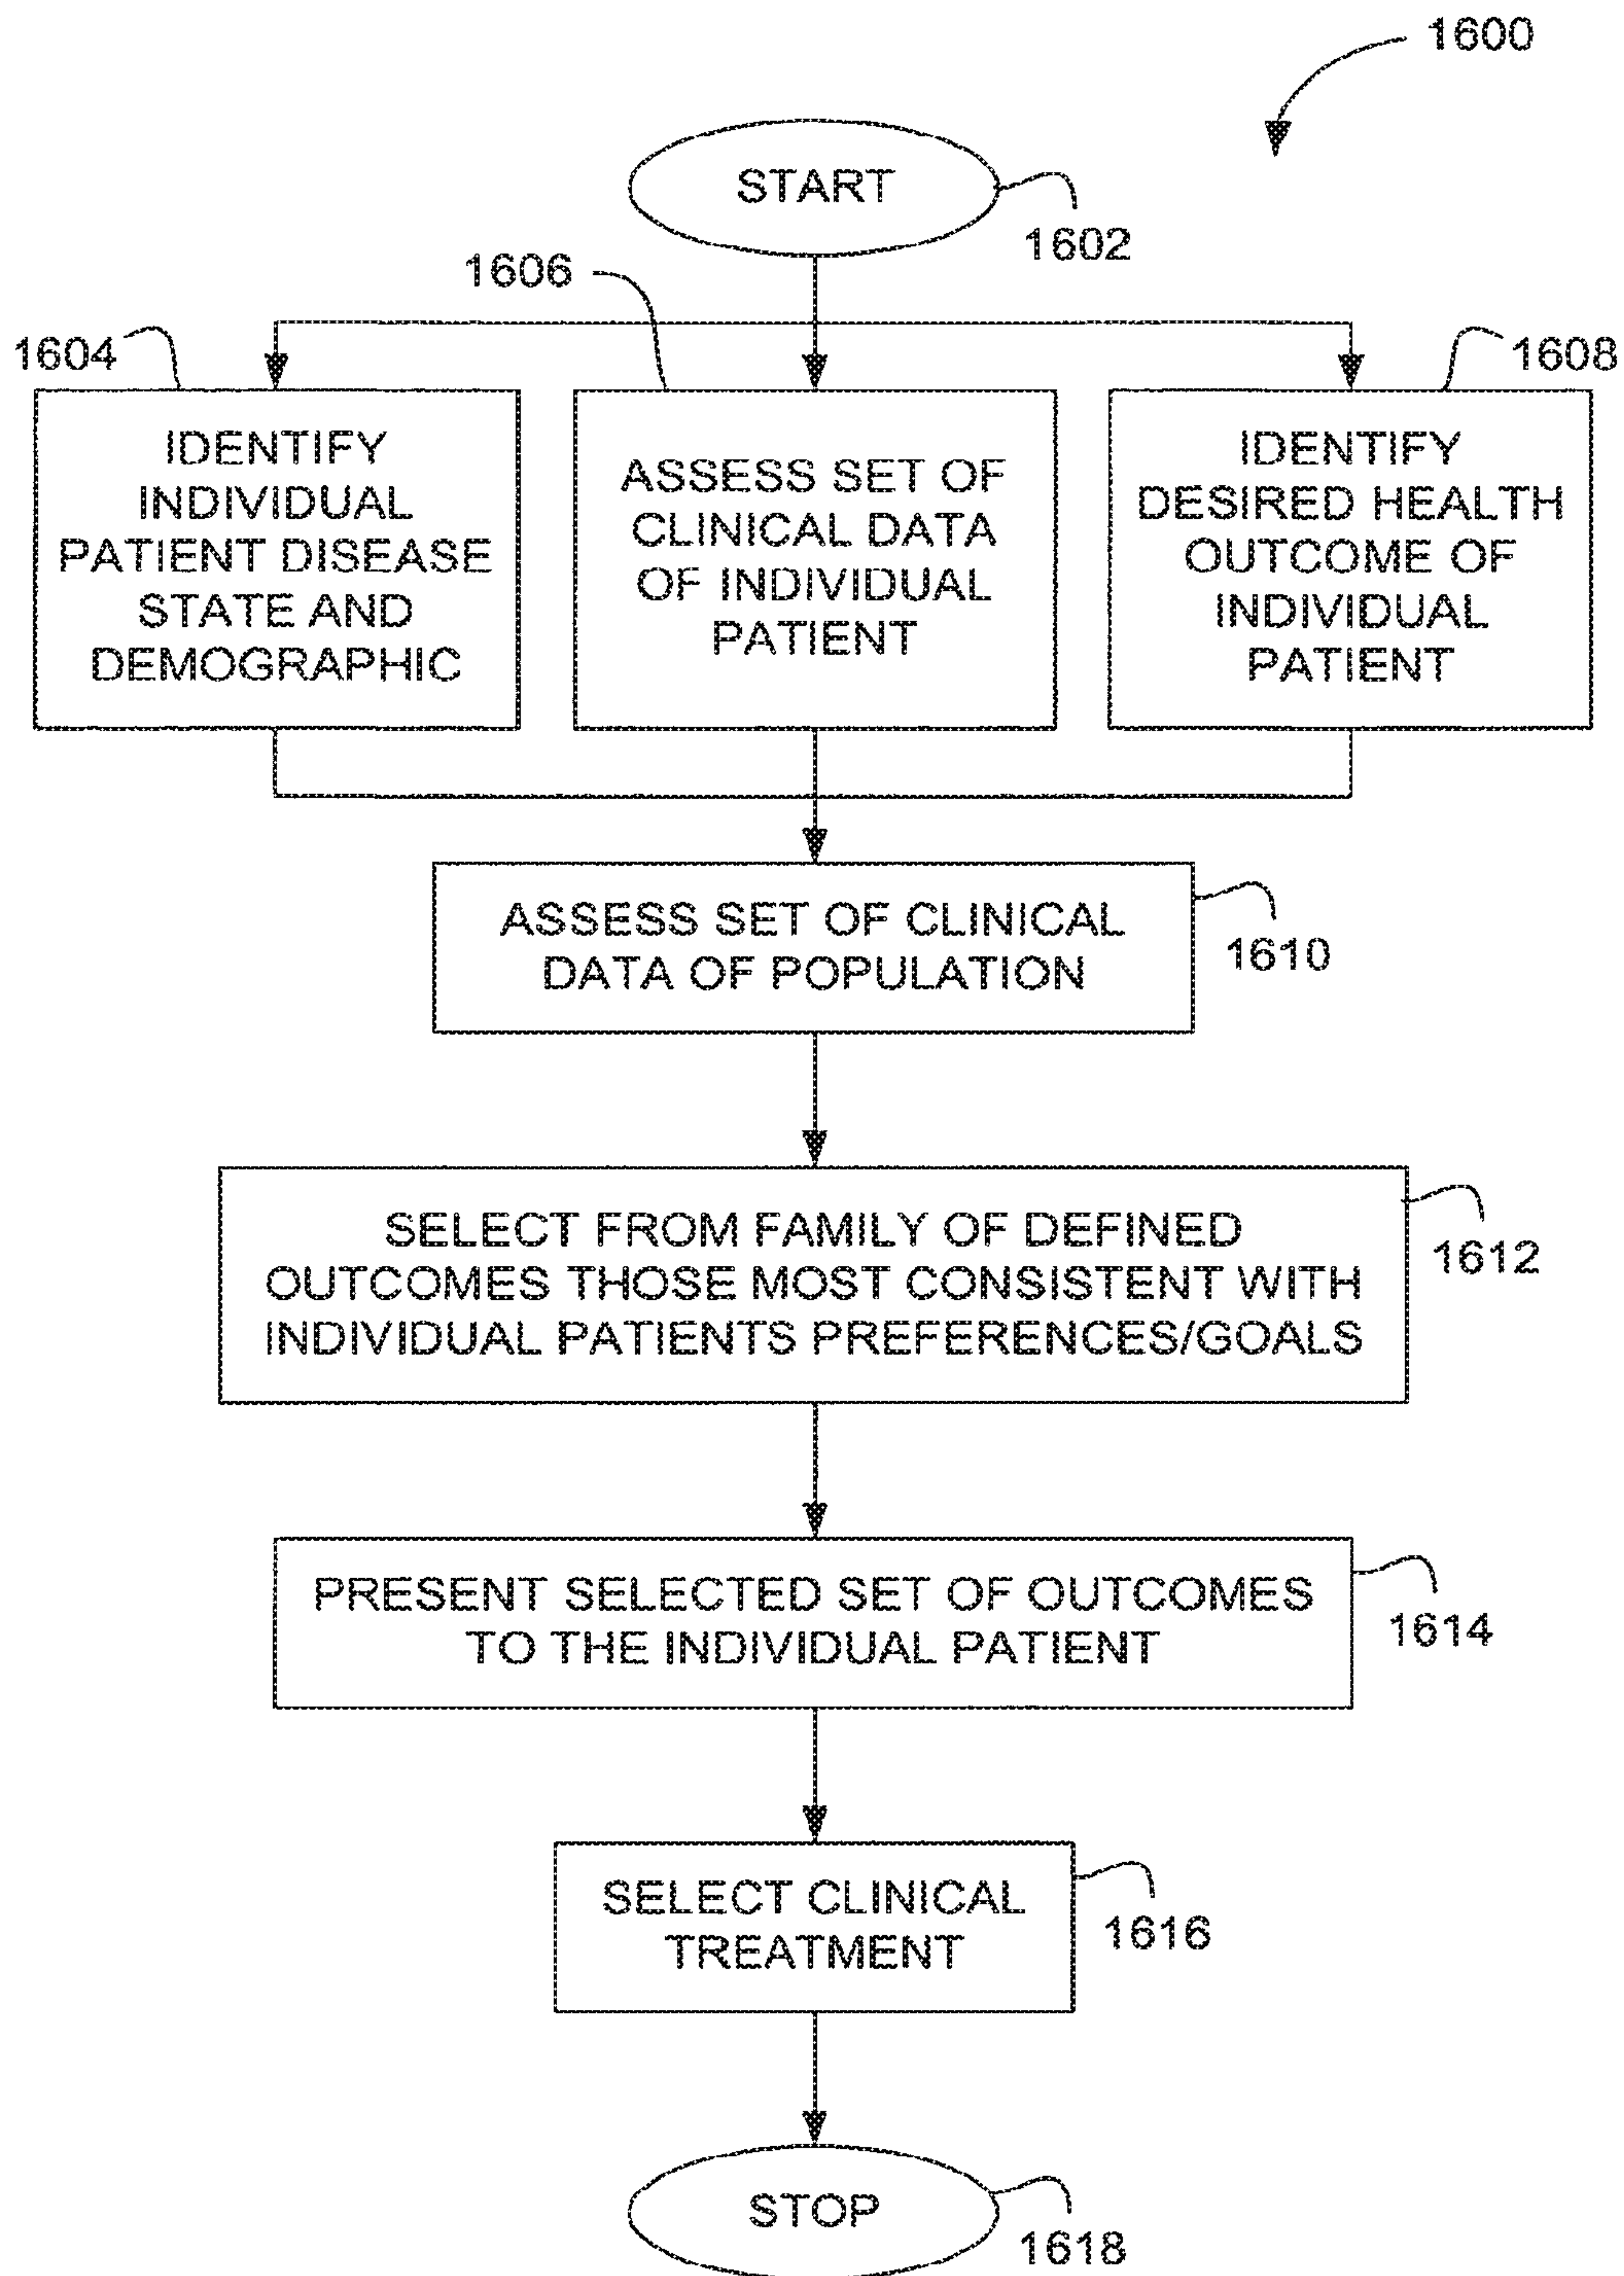 1600
START
1602
1606
1604
1608
IDENTIFY
INDIVIDUAL
PATIENT DISEASE
STATE AND
DEMOGRAPHIC
ASSESS SET OF
CLINICAL DATA
OF INDIVIDUAL
PATIENT
IDENTIFY
DESIRED HEALTH
OUTCOME OF
INDIVIDUAL
PATIENT
ASSESS SET OF CLINICAL
DATA OF POPULATION
1610
SELECT FROM FAMILY OF DEFINED
OUTCOMES THOSE MOST CONSISTENT WITH
INDIVIDUAL PATIENTS PREFERENCES/GOALS
1612
PRESENT SELECTED SET OF OUTCOMES
TO THE INDIVIDUAL PATIENT
1614
SELECT CLINICAL
TREATMENT
1616
STOP
1618